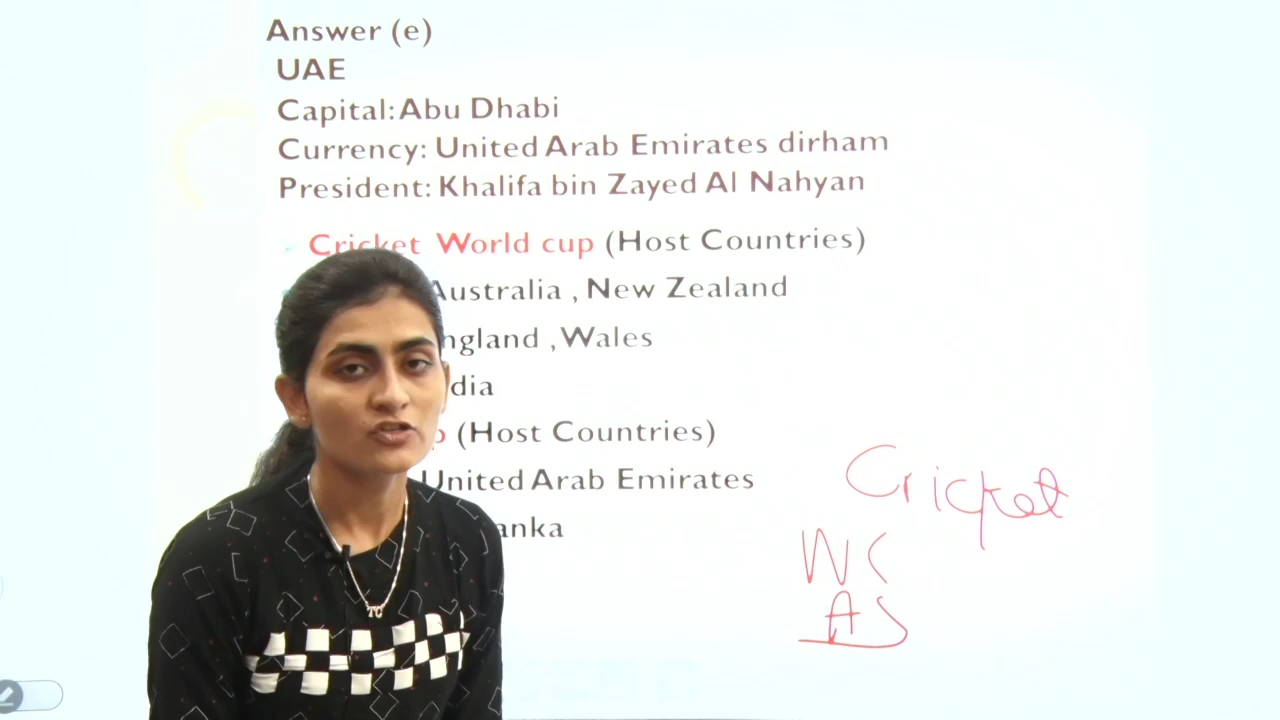 Answer (e)
UAE
Capital: Abu Dhabi
Currency: United Arab Emirates dirham
President: Khalifa bin Zayed Al Nahyan
Cricket World cup (Host Countries)
Australia , New Zealand
ngland , Wales
dia
p (Host Countries)
United Arab Emirates
anka
Cricket
WC
AS